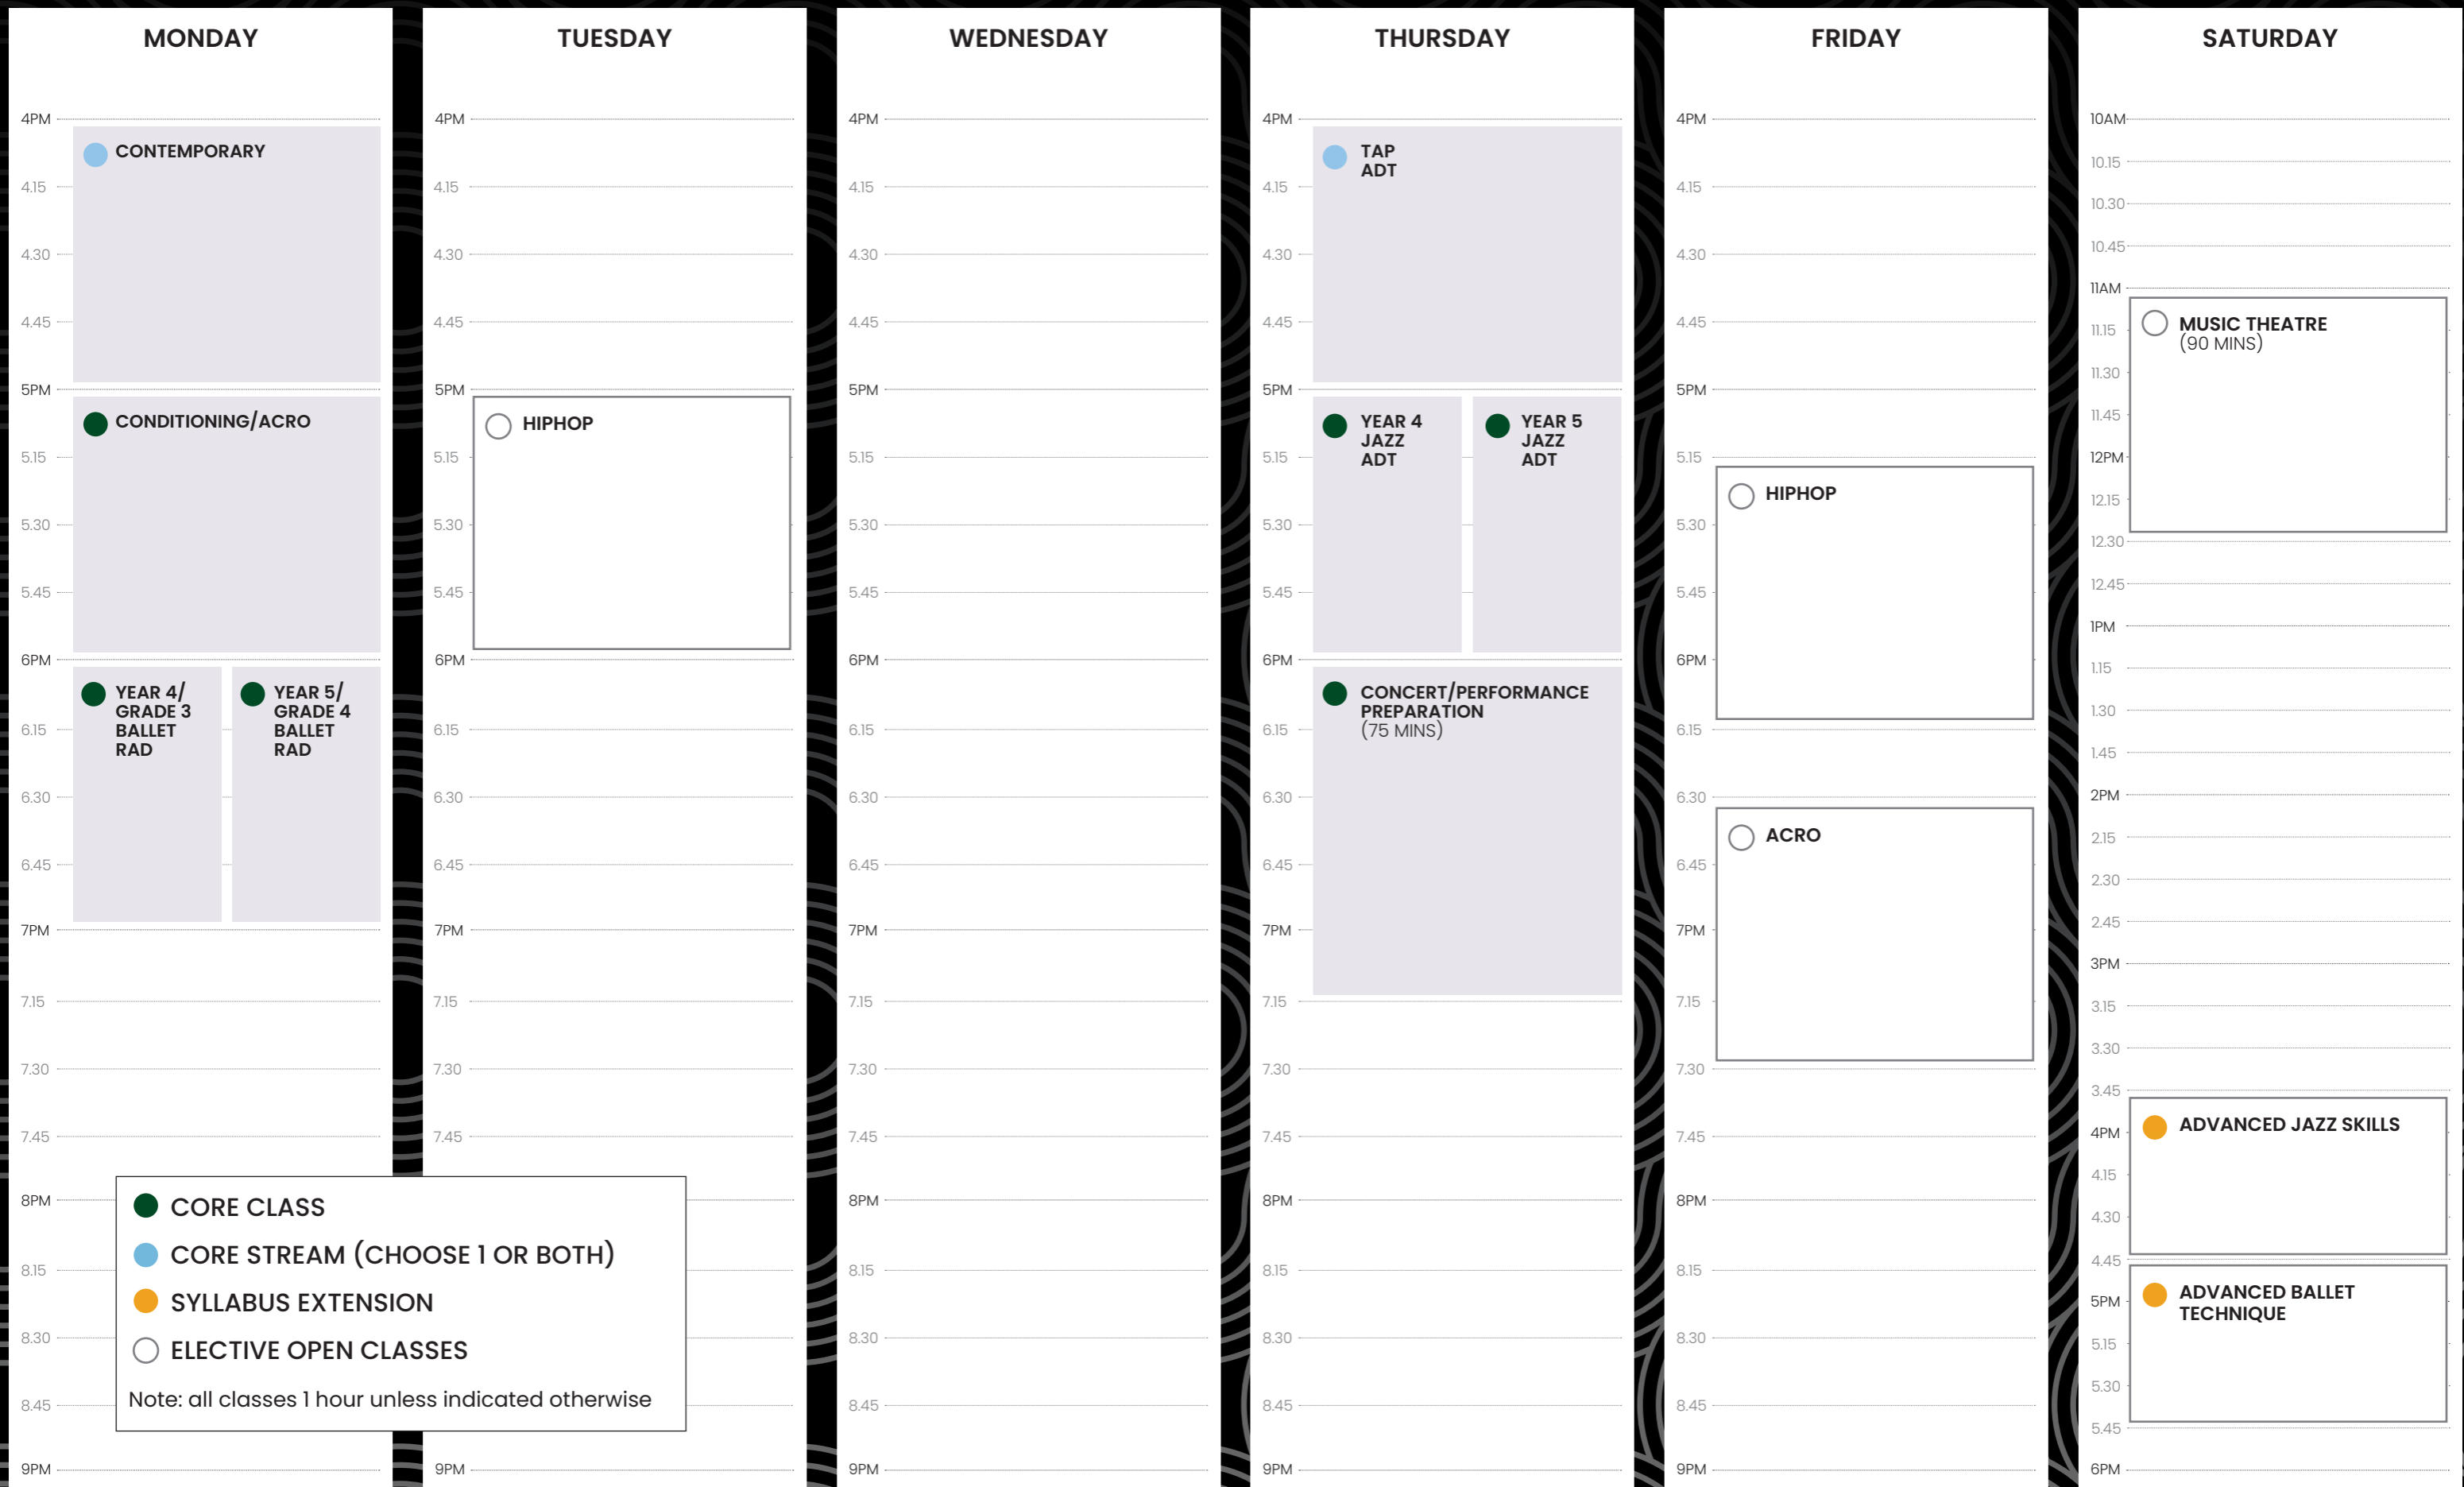 MONDAY
4PM
CONTEMPORARY
4.15
4.30
4.45
5PM
CONDITIONING/ACRO
5.15
5.30
5.45
6PM
YEAR 4/
GRADE 3
BALLET
RAD
YEAR 5/
GRADE 4
BALLET
RAD
6.15
6.30
6.45
7PM
7.15
7.30
7.45
8PM
8.15
8.30
8.45
9PM
TUESDAY
4PM
4.15
4.30
4.45
5PM
HIPHOP
5.15
5.30
5.45
6PM
6.15
6.30
6.45
7PM
7.15
7.30
7.45
9PM
CORE CLASS
CORE STREAM (CHOOSE 1 OR BOTH)
SYLLABUS EXTENSION
ELECTIVE OPEN CLASSES
Note: all classes 1 hour unless indicated otherwise
WEDNESDAY
4PM
4.15
4.30
4.45
5PM
5.15
5.30
5.45
6PM
6.15
6.30
6.45
7PM
7.15
7.30
7.45
8PM
8.15
8.30
8.45
9PM
THURSDAY
4PM
TAP
ADT
4.15
4.30
4.45
5PM
YEAR 4
JAZZ
ADT
YEAR 5
JAZZ
ADT
5.15
5.30
5.45
6PM
CONCERT/PERFORMANCE
PREPARATION
(75 MINS)
6.15
6.30
6.45
7PM
7.15
7.30
7.45
8PM
8.15
8.30
8.45
9PM
FRIDAY
4PM
4.15
4.30
4.45
5PM
5.15
HIPHOP
5.30
5.45
6PM
6.15
6.30
ACRO
6.45
7PM
7.15
7.30
7.45
8PM
8.15
8.30
8.45
9PM
SATURDAY
10AM
10.15
10.30
10.45
11AM
MUSIC THEATRE
(90 MINS)
11.15
11.30
11.45
12PM
12.15
12.30
12.45
1PM
1.15
1.30
1.45
2PM
2.15
2.30
2.45
3PM
3.15
3.30
3.45
ADVANCED JAZZ SKILLS
4PM
4.15
4.30
4.45
ADVANCED BALLET
TECHNIQUE
5PM
5.15
5.30
5.45
6PM